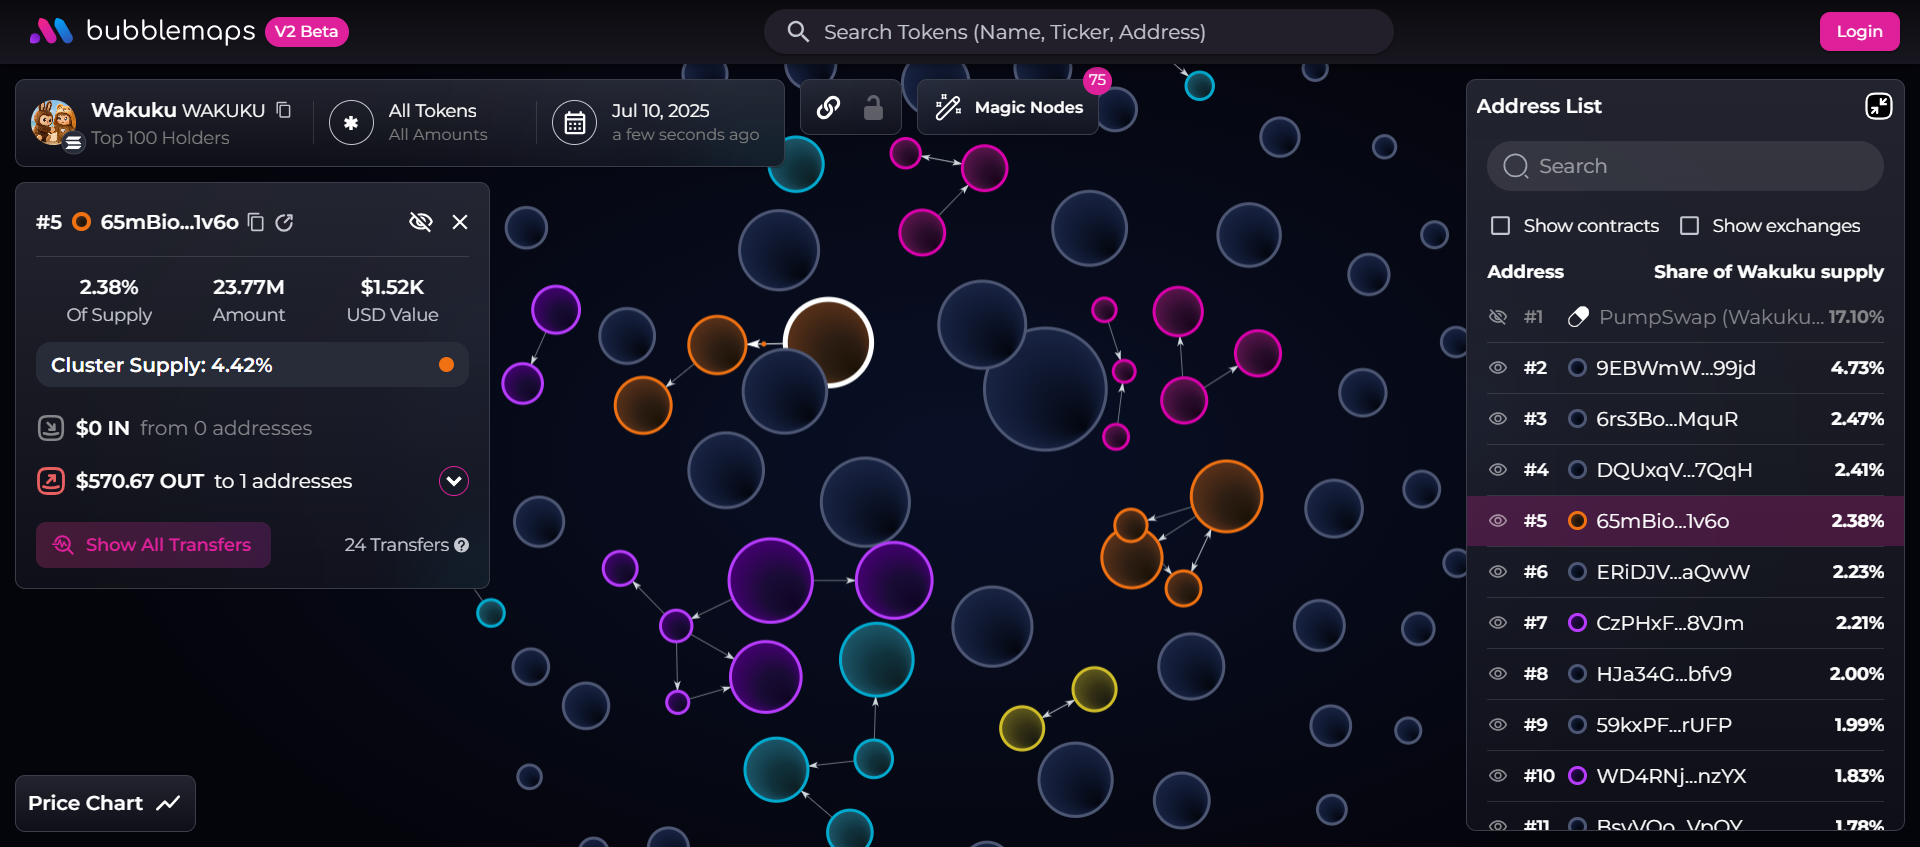 bubblemaps V2 Beta
Search Tokens (Name, Ticker, Address)
Login
Wakuku WAKUKU
Top 100 Holders
All Tokens
All Amounts
Jul 10, 2025
a few seconds ago
75
Magic Nodes
#5 65mBio...1v6o
2.38% 23.77M $1.52K
Of Supply Amount USD Value
Cluster Supply: 4.42%
$0 IN from 0 addresses
$570.67 OUT to 1 addresses
Show All Transfers 24 Transfers
Price Chart
Address List
Search
Show contracts Show exchanges
Address Share of Wakuku supply
#1 PumpSwap (Wakuku... 17.10%
#2 9EBWmW...99jd 4.73%
#3 6rs3Bo...MquR 2.47%
#4 DQUxqV...7QqH 2.41%
#5 65mBio...1v6o 2.38%
#6 ERiDJV...aQwW 2.23%
#7 CzPHxF...8VJm 2.21%
#8 HJa34G...bfv9 2.00%
#9 59kxPF...rUFP 1.99%
#10 WD4RNj...nzYX 1.83%
#11 1.78%